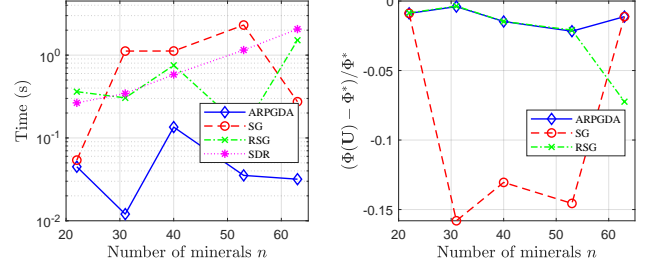 Time (s)
10^0
10^-1
10^-2
20 30 40 50 60
Number of minerals n
ARPGDA
SG
RSG
SDR
(Φ(U) − Φ*)/Φ*
0
-0.05
-0.1
-0.15
20 30 40 50 60
Number of minerals n
ARPGDA
SG
RSG